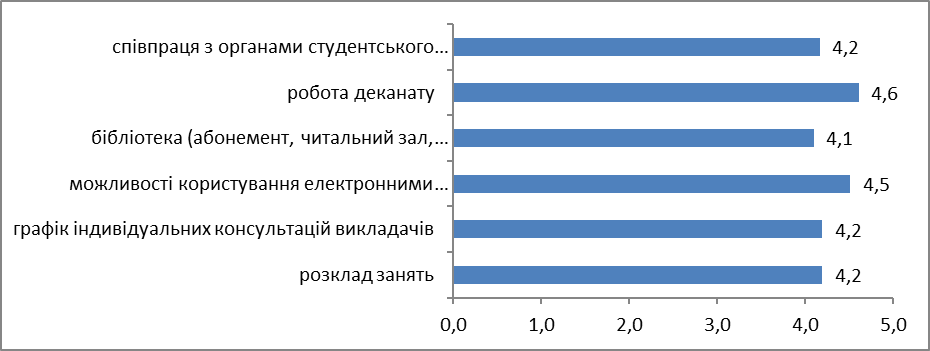 співпраця з органами студентського... 4,2
робота деканату 4,6
бібліотека (абонемент, читальний зал,... 4,1
можливості користування електронними... 4,5
графік індивідуальних консультацій викладачів 4,2
розклад занять 4,2
0,0 1,0 2,0 3,0 4,0 5,0